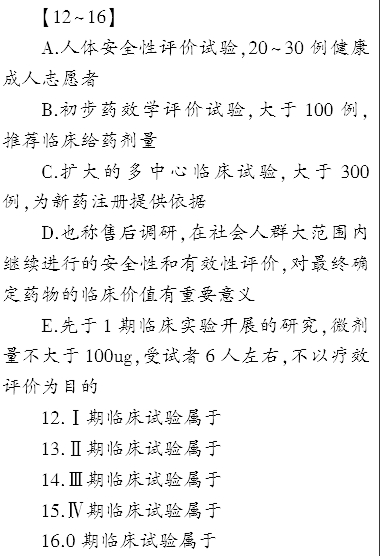 【12~16】
A.人体安全性评价试验,20~30 例健康
成人志愿者
B.初步药效学评价试验,大于 100 例,
推荐临床给药剂量
C.扩大的多中心临床试验,大于 300
例,为新药注册提供依据
D.也称售后调研,在社会人群大范围内
继续进行的安全性和有效性评价,对最终确
定药物的临床价值有重要意义
E.先于 1 期临床实验开展的研究,微剂
量不大于 100ug,受试者 6 人左右,不以疗效
评价为目的
12.Ⅰ期临床试验属于
13.Ⅱ期临床试验属于
14.Ⅲ期临床试验属于
15.Ⅳ期临床试验属于
16.0 期临床试验属于